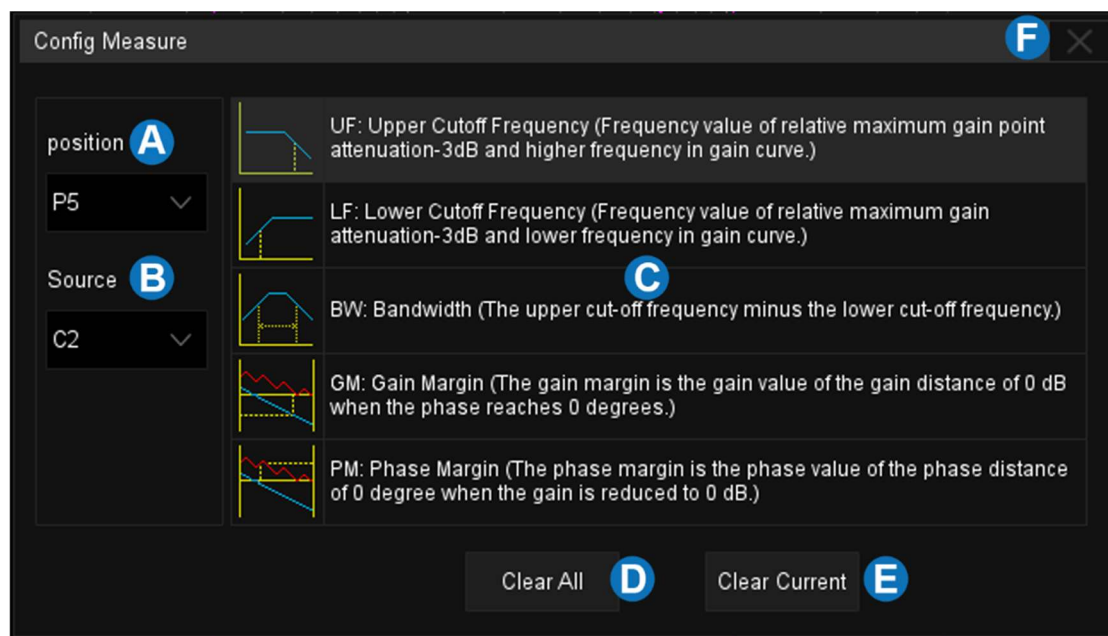 Config Measure
F
position A
P5
Source B
C2
UF: Upper Cutoff Frequency (Frequency value of relative maximum gain point
attenuation-3dB and higher frequency in gain curve.)
LF: Lower Cutoff Frequency (Frequency value of relative maximum gain
attenuation-3dB and lower frequency in gain curve.)
C
BW: Bandwidth (The upper cut-off frequency minus the lower cut-off frequency.)
GM: Gain Margin (The gain margin is the gain value of the gain distance of 0 dB
when the phase reaches 0 degrees.)
PM: Phase Margin (The phase margin is the phase value of the phase distance
of 0 degree when the gain is reduced to 0 dB.)
Clear All D
Clear Current E